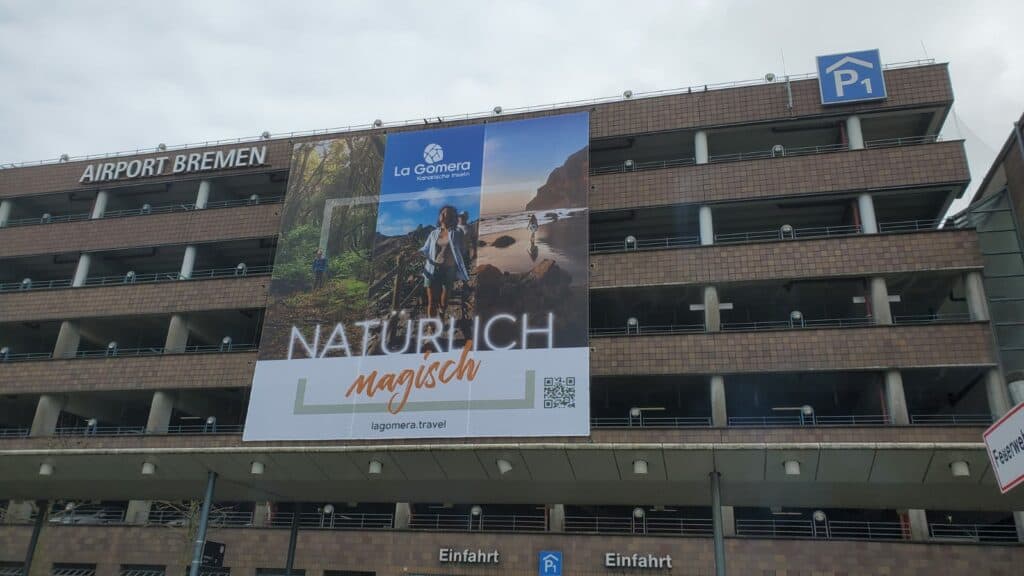 AIRPORT BREMEN
P1
La Gomera
Kanarische Inseln
NATÜRLICH
magisch
lagomera.travel
Einfahrt
P
Einfahrt